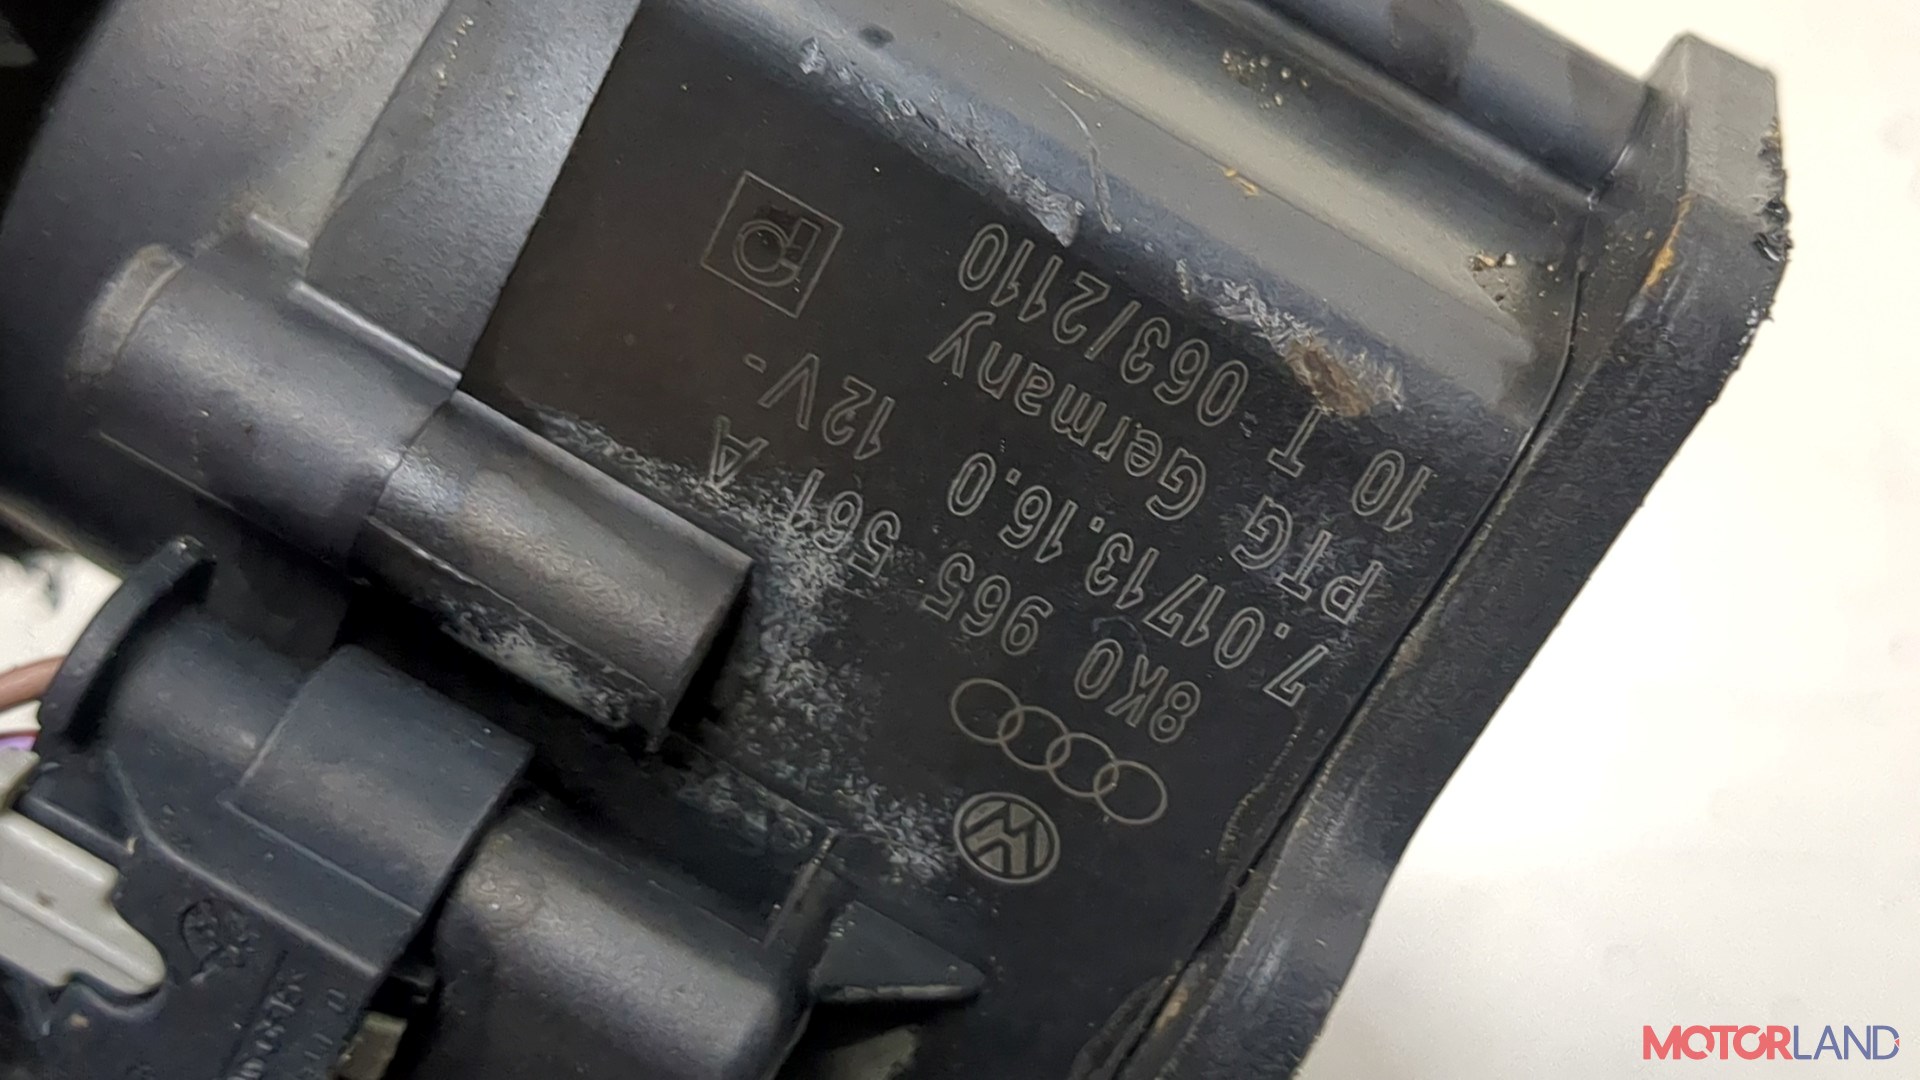 8K0 965 561 A
7.01713.16.0 12V-
PTG Germany
10 T 063/2110
MOTORLAND